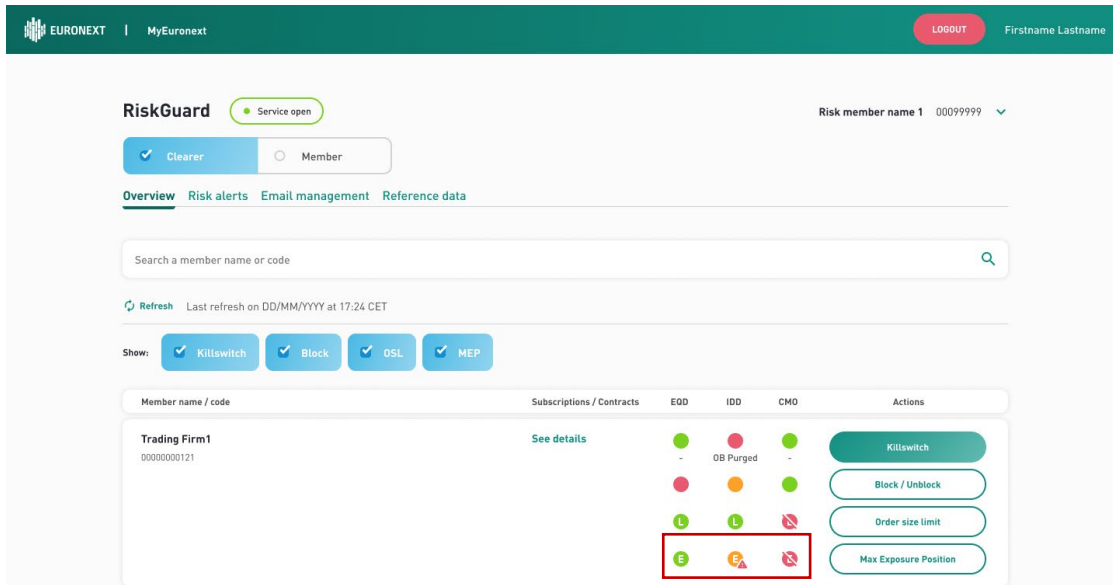 EURONEXT | MyEuronext LOGOUT Firstname Lastname
RiskGuard Service open Risk member name 1 00099999
Clearer Member
Overview Risk alerts Email management Reference data
Search a member name or code
Refresh Last refresh on DD/MM/YYYY at 17:24 CET
Show: Killswitch Block OSL MEP
Member name / code Subscriptions / Contracts EQD IDD CMO Actions
Trading Firm1 See details Killswitch
00000000121 - OB Purged -
Block / Unblock
L L L Order size limit
E E E Max Exposure Position